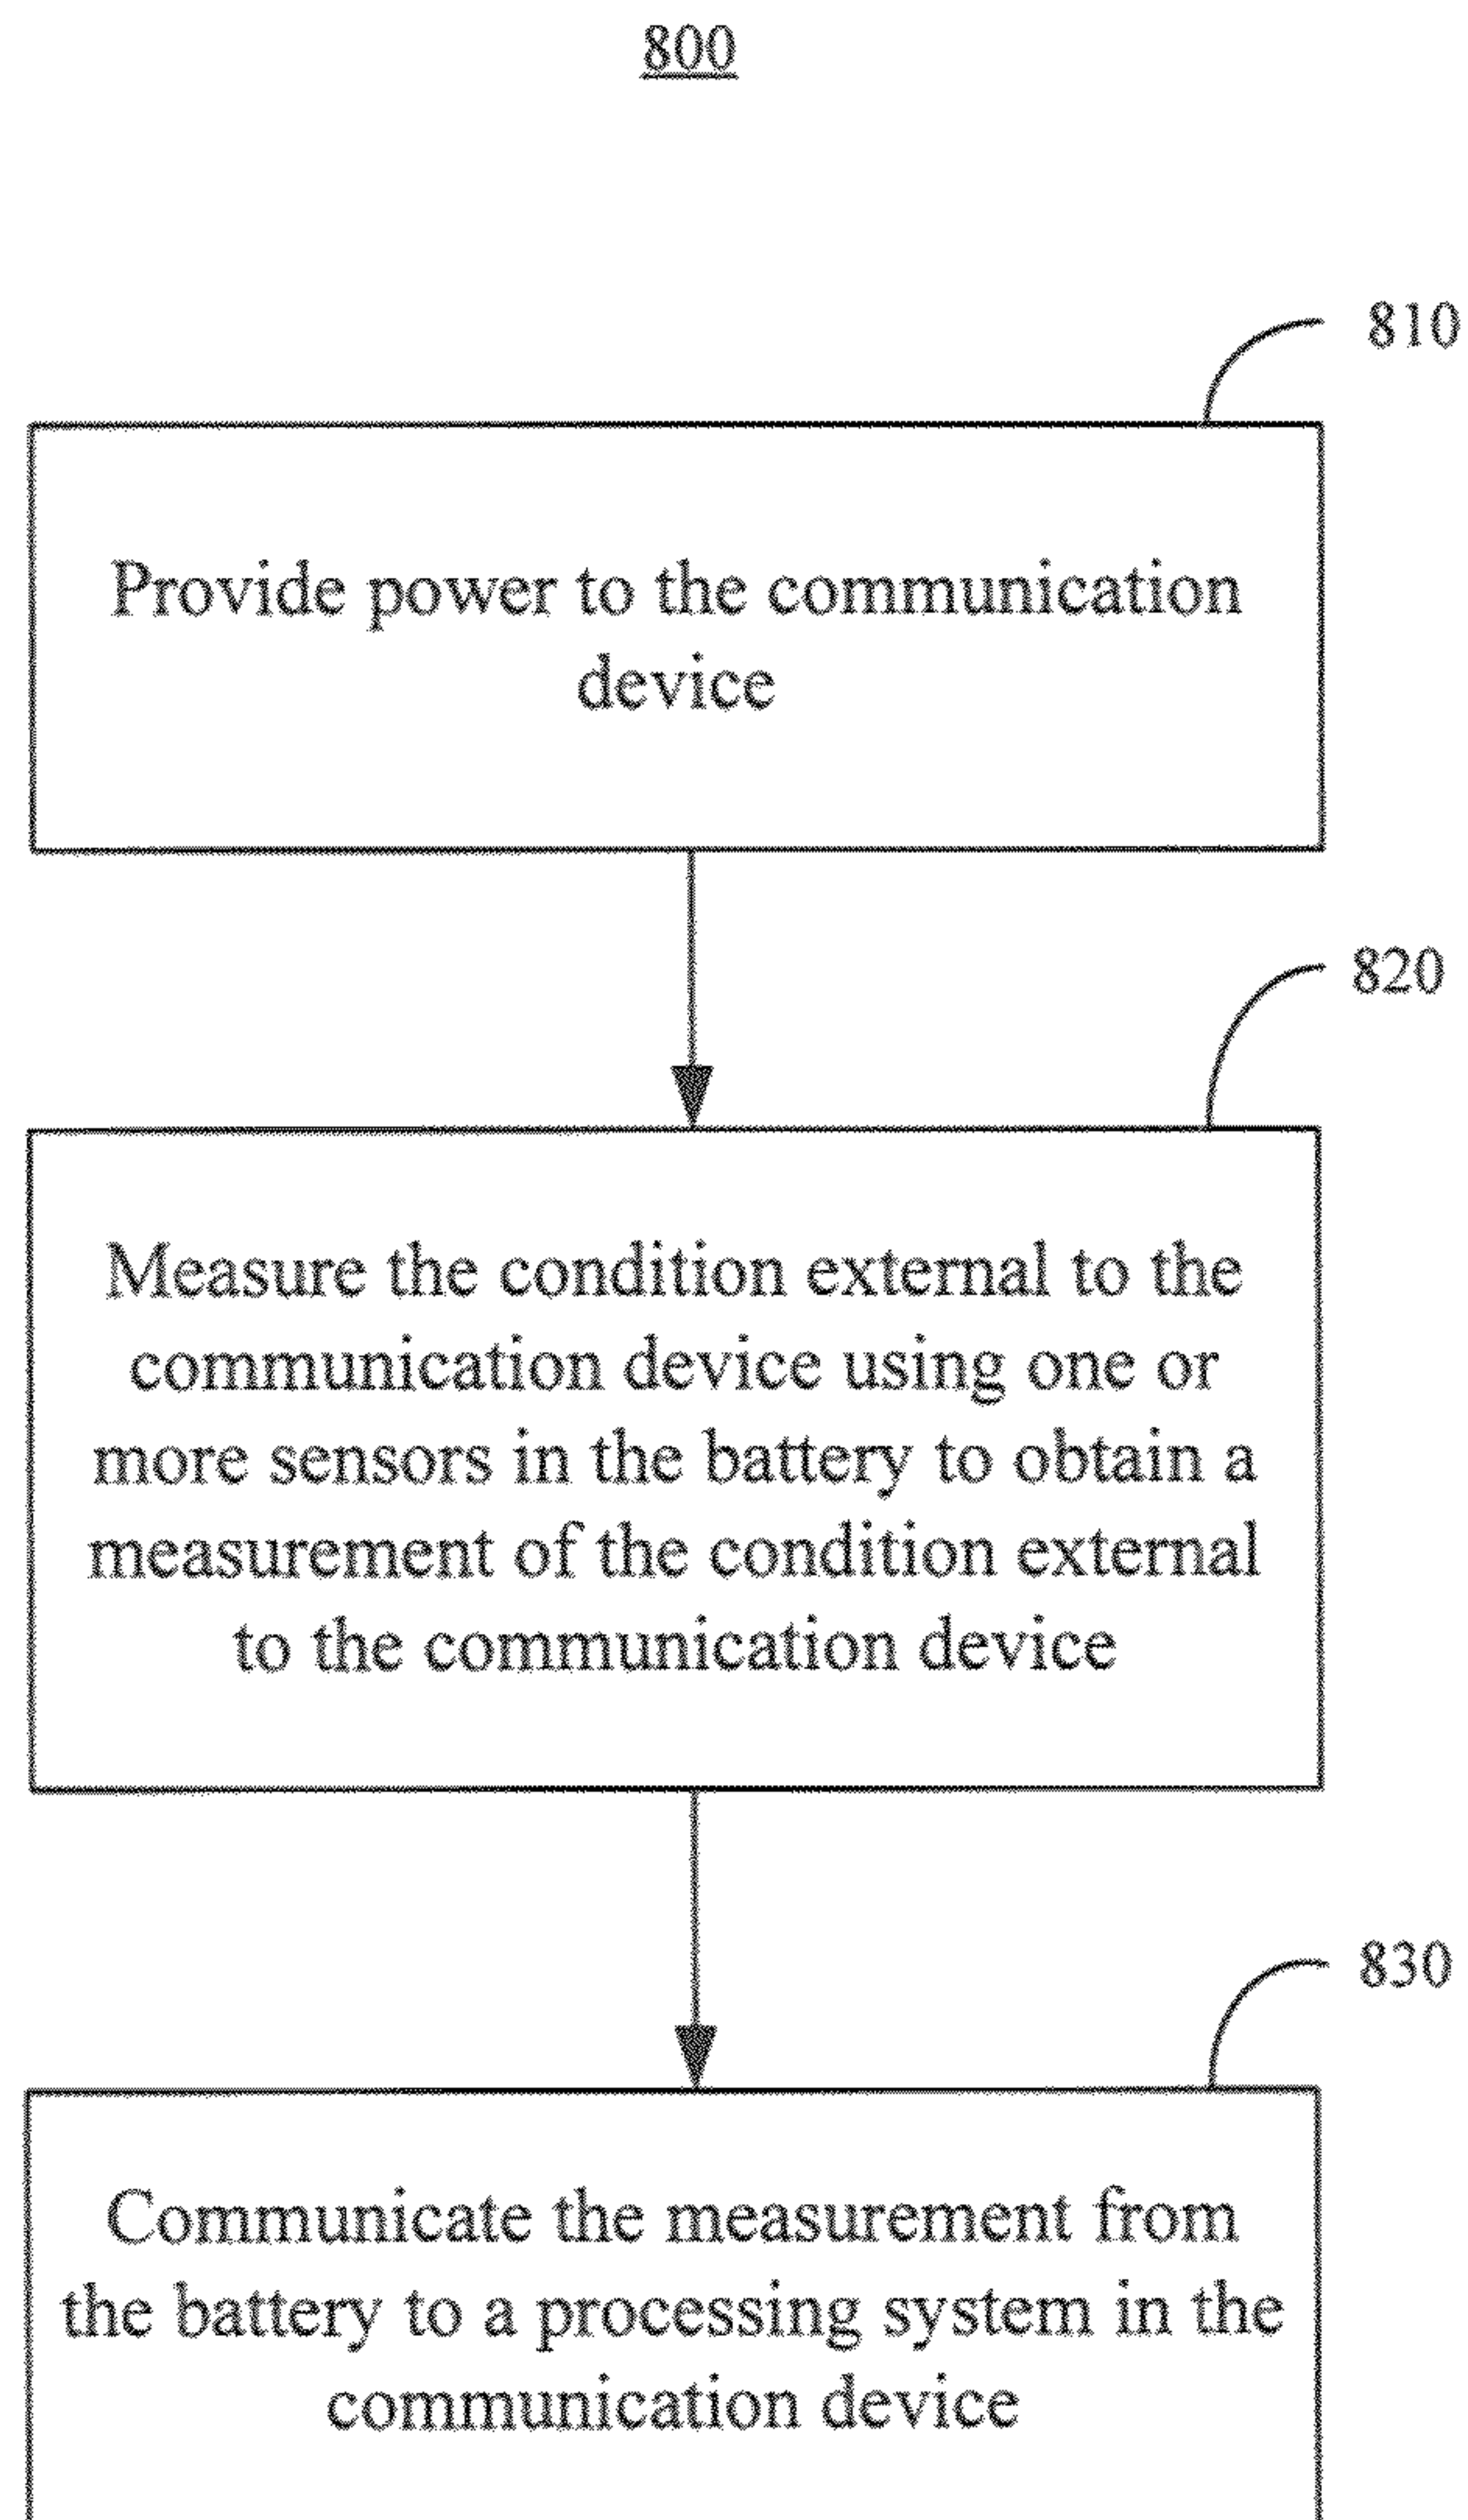 800
810
Provide power to the communication
device
820
Measure the condition external to the
communication device using one or
more sensors in the battery to obtain a
measurement of the condition external
to the communication device
830
Communicate the measurement from
the battery to a processing system in the
communication device